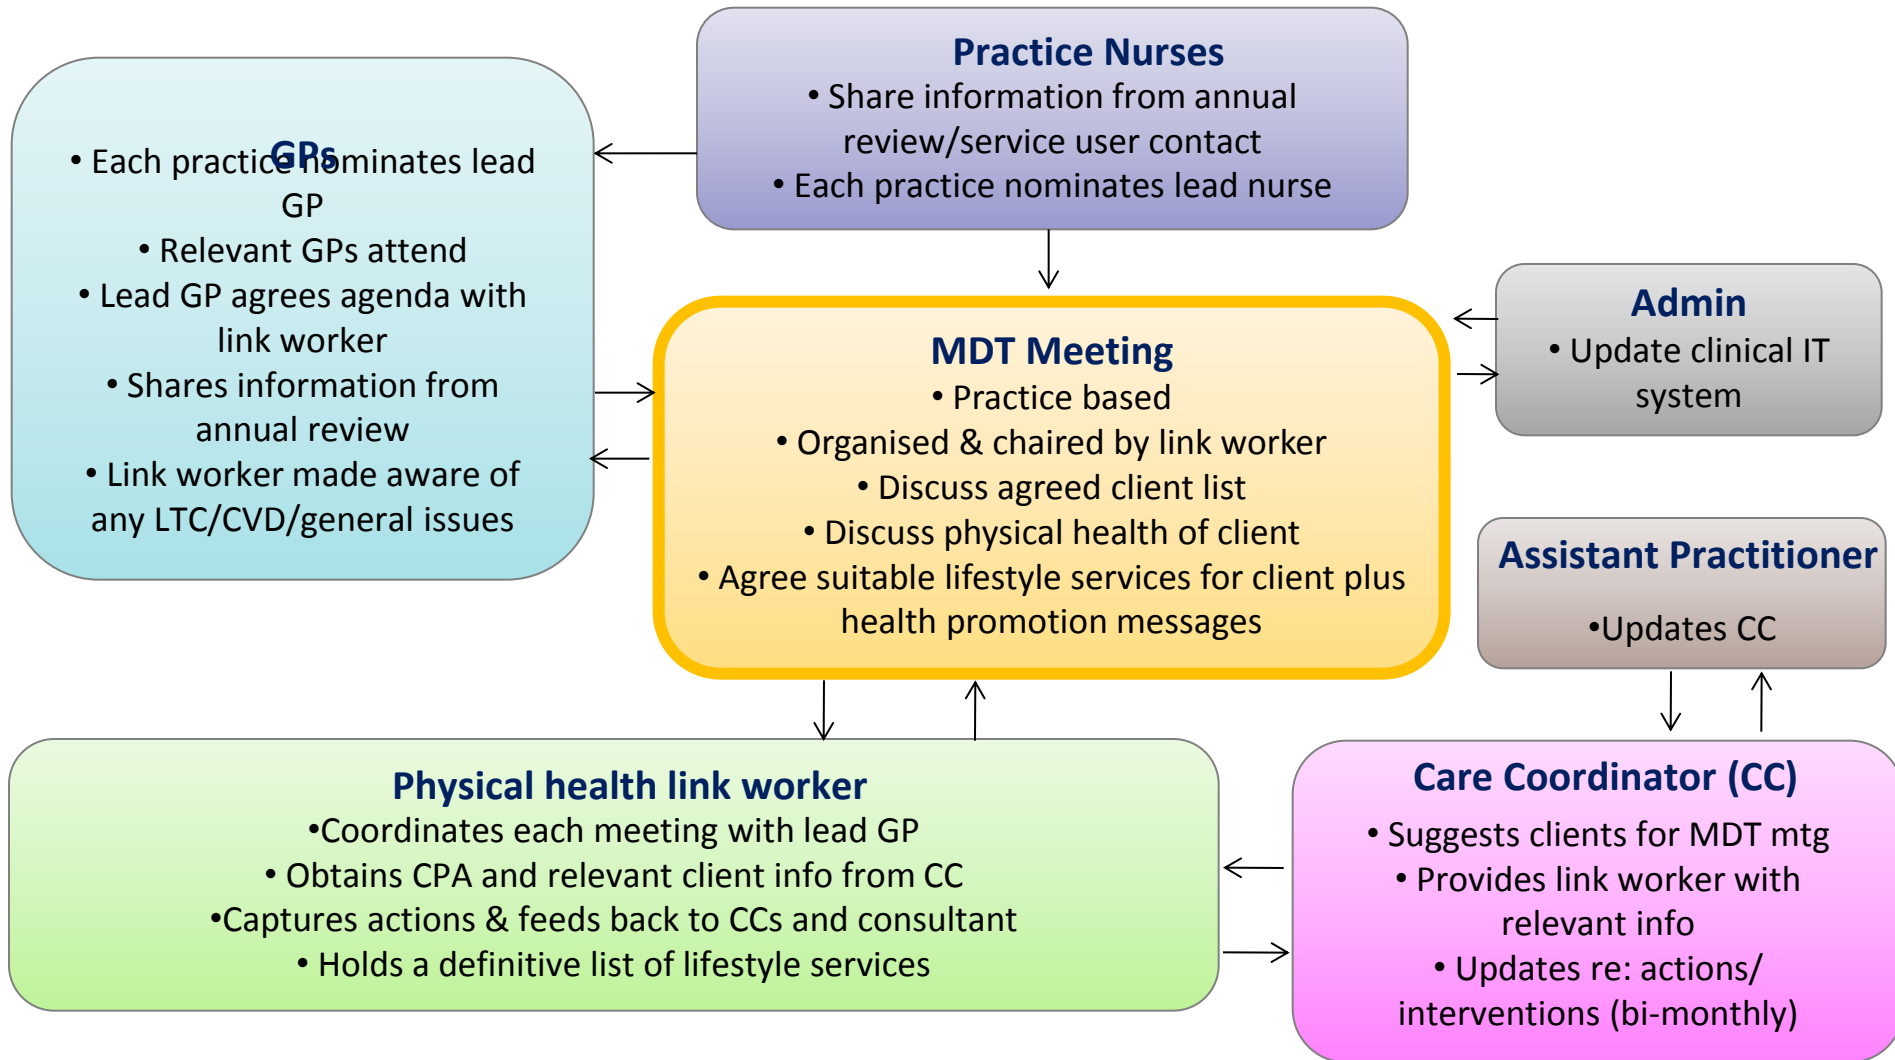 Practice Nurses
• Share information from annual
review/service user contact
• Each practice nominates lead nurse
GPs
• Each practice nominates lead
GP
• Relevant GPs attend
• Lead GP agrees agenda with
link worker
• Shares information from
annual review
• Link worker made aware of
any LTC/CVD/general issues
MDT Meeting
• Practice based
• Organised & chaired by link worker
• Discuss agreed client list
• Discuss physical health of client
• Agree suitable lifestyle services for client plus
health promotion messages
Admin
• Update clinical IT
system
Assistant Practitioner
•Updates CC
Physical health link worker
•Coordinates each meeting with lead GP
• Obtains CPA and relevant client info from CC
•Captures actions & feeds back to CCs and consultant
• Holds a definitive list of lifestyle services
Care Coordinator (CC)
• Suggests clients for MDT mtg
• Provides link worker with
relevant info
• Updates re: actions/
interventions (bi-monthly)